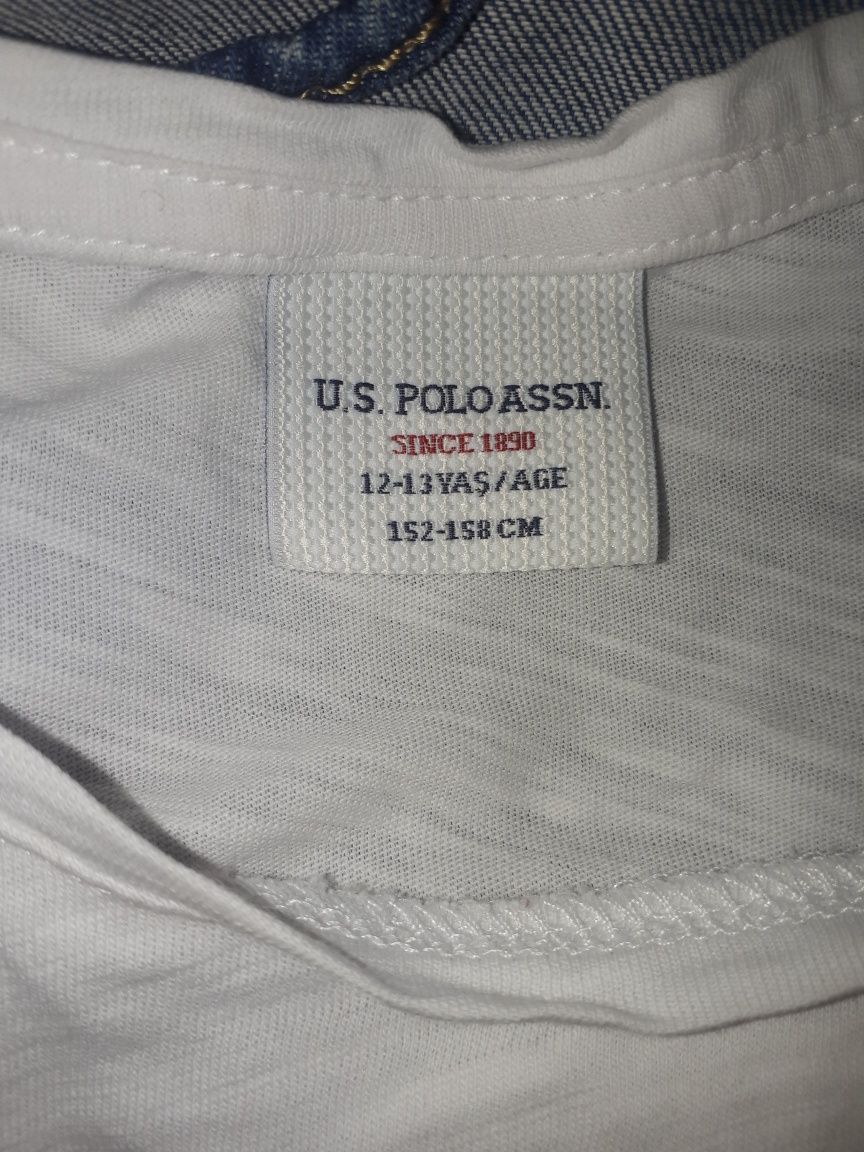 U.S. POLO ASSN.
SINCE 1890
12-13 YAŞ/AGE
152-158 CM